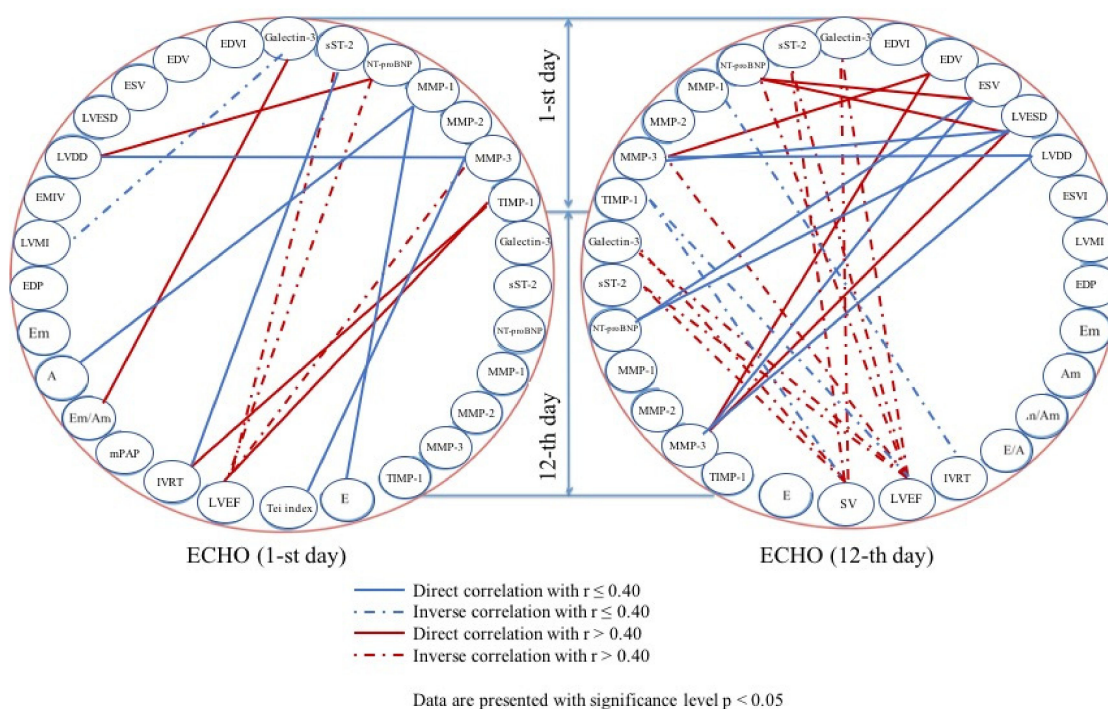 Galectin-3
sST-2
NT-proBNP
MMP-1
MMP-2
MMP-3
TIMP-1
Galectin-3
sST-2
NT-proBNP
MMP-1
MMP-2
MMP-3
TIMP-1
E
Tei index
LVEF
IVRT
mPAP
Em/Am
A
Em
EDP
LVMI
EMIV
LVDD
LVESD
ESV
EDV
EDVI
ECHO (1-st day)
1-st day
12-th day
Galectin-3
EDVI
EDV
ESV
LVESD
LVDD
ESVI
LVMI
EDP
Em
Am
.n/Am
E/A
IVRT
LVEF
SV
E
TIMP-1
MMP-3
MMP-2
MMP-1
NT-proBNP
sST-2
Galectin-3
TIMP-1
MMP-3
MMP-2
MMP-1
NT-proBNP
sST-2
ECHO (12-th day)
Direct correlation with r ≤ 0.40
Inverse correlation with r ≤ 0.40
Direct correlation with r > 0.40
Inverse correlation with r > 0.40
Data are presented with significance level p < 0.05